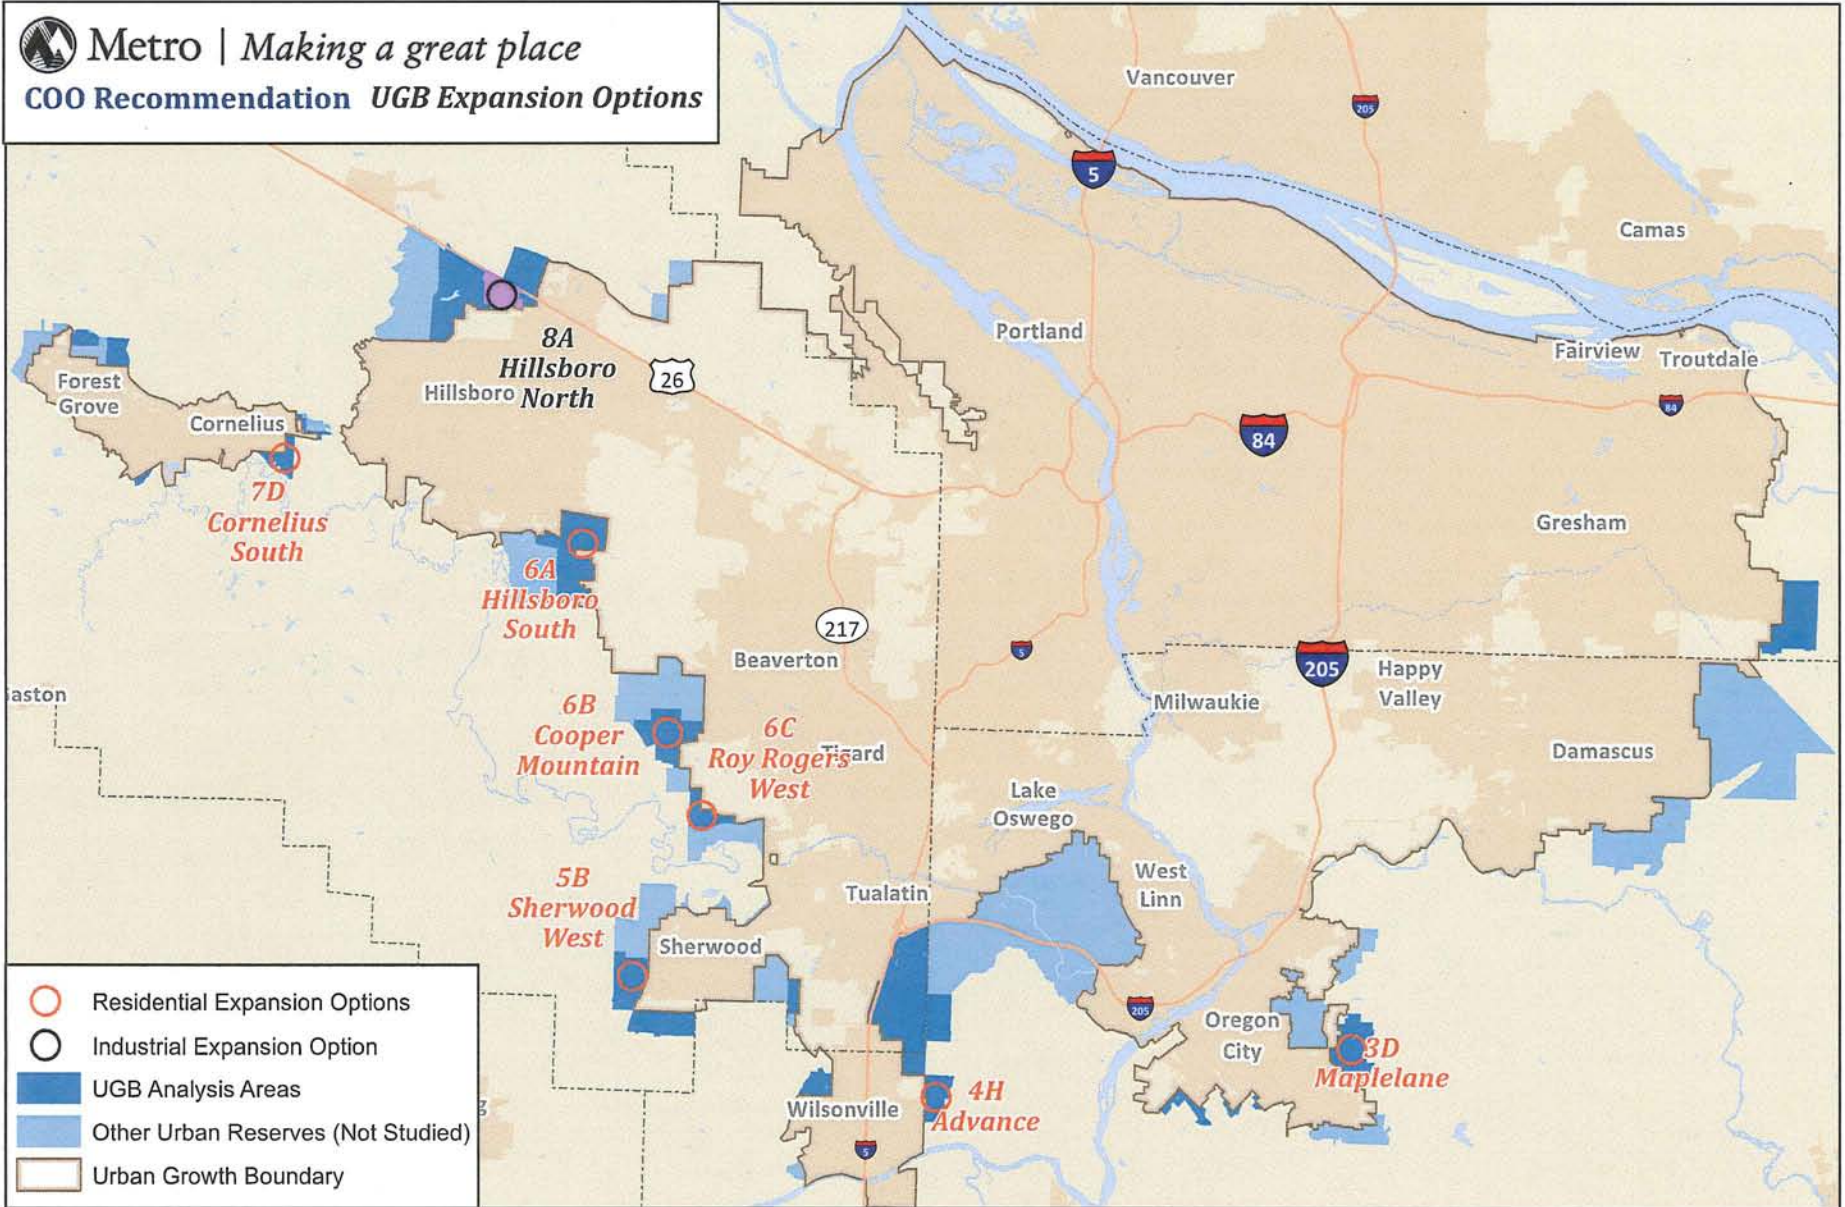 Metro | Making a great place
COO Recommendation UGB Expansion Options
Vancouver
205
5
Camas
Portland
Fairview
Troutdale
8A
Hillsboro
North
26
Hillsboro
Forest
Grove
Cornelius
84
84
7D
Cornelius
South
Gresham
6A
Hillsboro
South
217
Beaverton
5
205
Happy
Valley
Milwaukie
aston
6B
Cooper
Mountain
6C
Roy Rogers
West
Tigard
Damascus
Lake
Oswego
West
Linn
5B
Sherwood
West
Tualatin
Sherwood
205
Oregon
City
3D
Maplelane
4H
Advance
Wilsonville
5
g
Residential Expansion Options
Industrial Expansion Option
UGB Analysis Areas
Other Urban Reserves (Not Studied)
Urban Growth Boundary